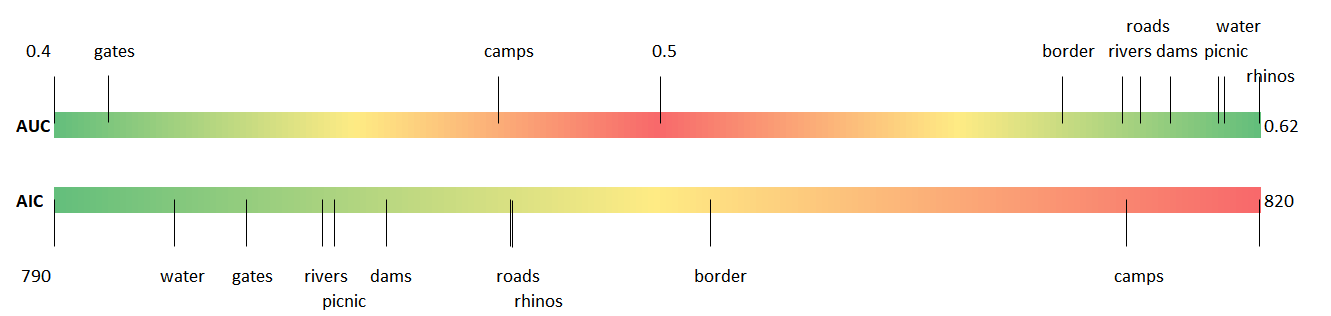 roads water
0.4 gates camps 0.5 border rivers dams picnic
rhinos
AUC 0.62
AIC 820
790 water gates rivers dams roads border camps
picnic rhinos